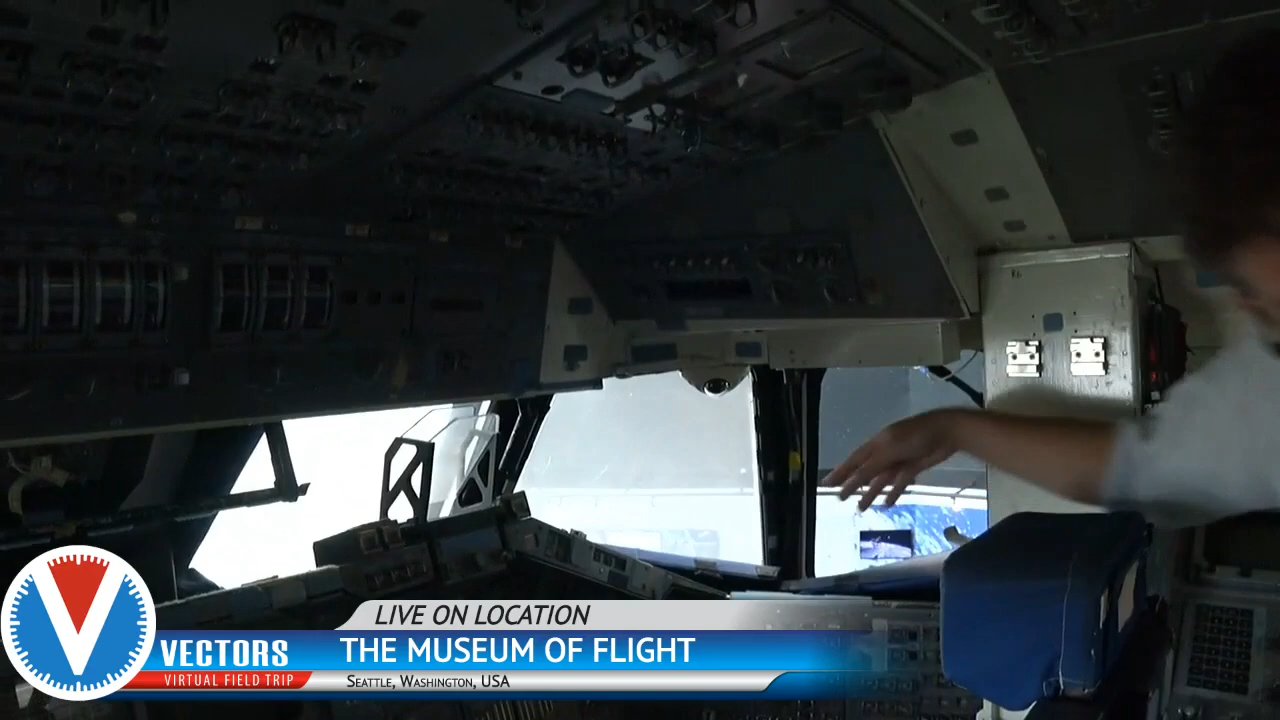 LIVE ON LOCATION
THE MUSEUM OF FLIGHT
VECTORS
VIRTUAL FIELD TRIP
SEATTLE, WASHINGTON, USA
V